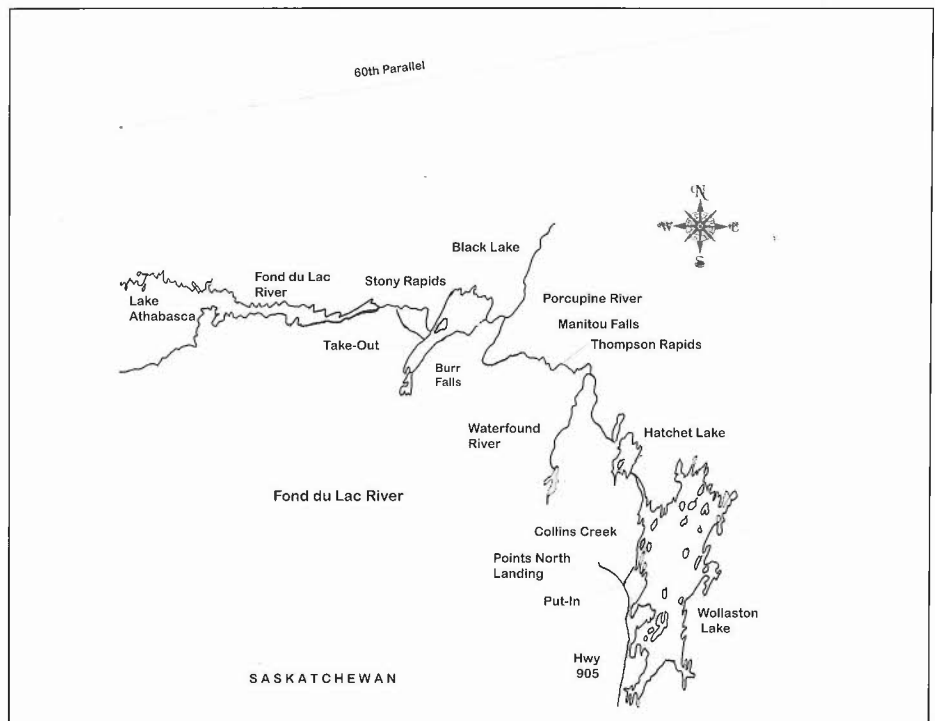 60th Parallel
N
W
E
S
Black Lake
Fond du Lac
River
Stony Rapids
Lake
Athabasca
Porcupine River
Manitou Falls
Thompson Rapids
Take-Out
Burr
Falls
Waterfound
River
Hatchet Lake
Fond du Lac River
Collins Creek
Points North
Landing
Put-In
Wollaston
Lake
Hwy
905
SASKATCHEWAN